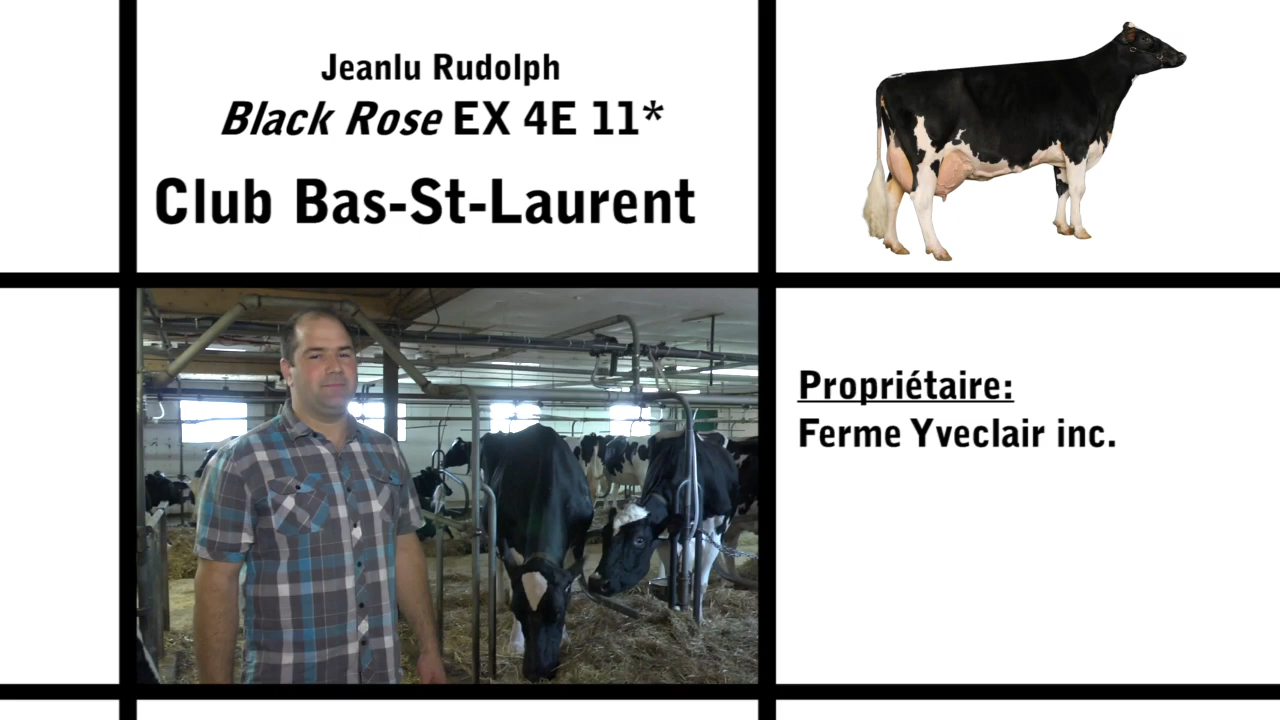 Jeanlu Rudolph
Black Rose EX 4E 11*
Club Bas-St-Laurent
Propriétaire:
Ferme Yveclair inc.